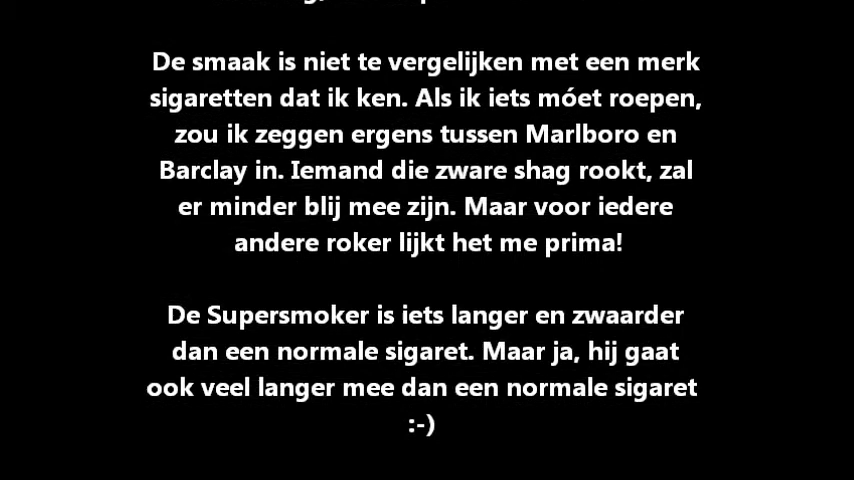 De smaak is niet te vergelijken met een merk
sigaretten dat ik ken. Als ik iets móet roepen,
zou ik zeggen ergens tussen Marlboro en
Barclay in. Iemand die zware shag rookt, zal
er minder blij mee zijn. Maar voor iedere
andere roker lijkt het me prima!
De Supersmoker is iets langer en zwaarder
dan een normale sigaret. Maar ja, hij gaat
ook veel langer mee dan een normale sigaret
:-)